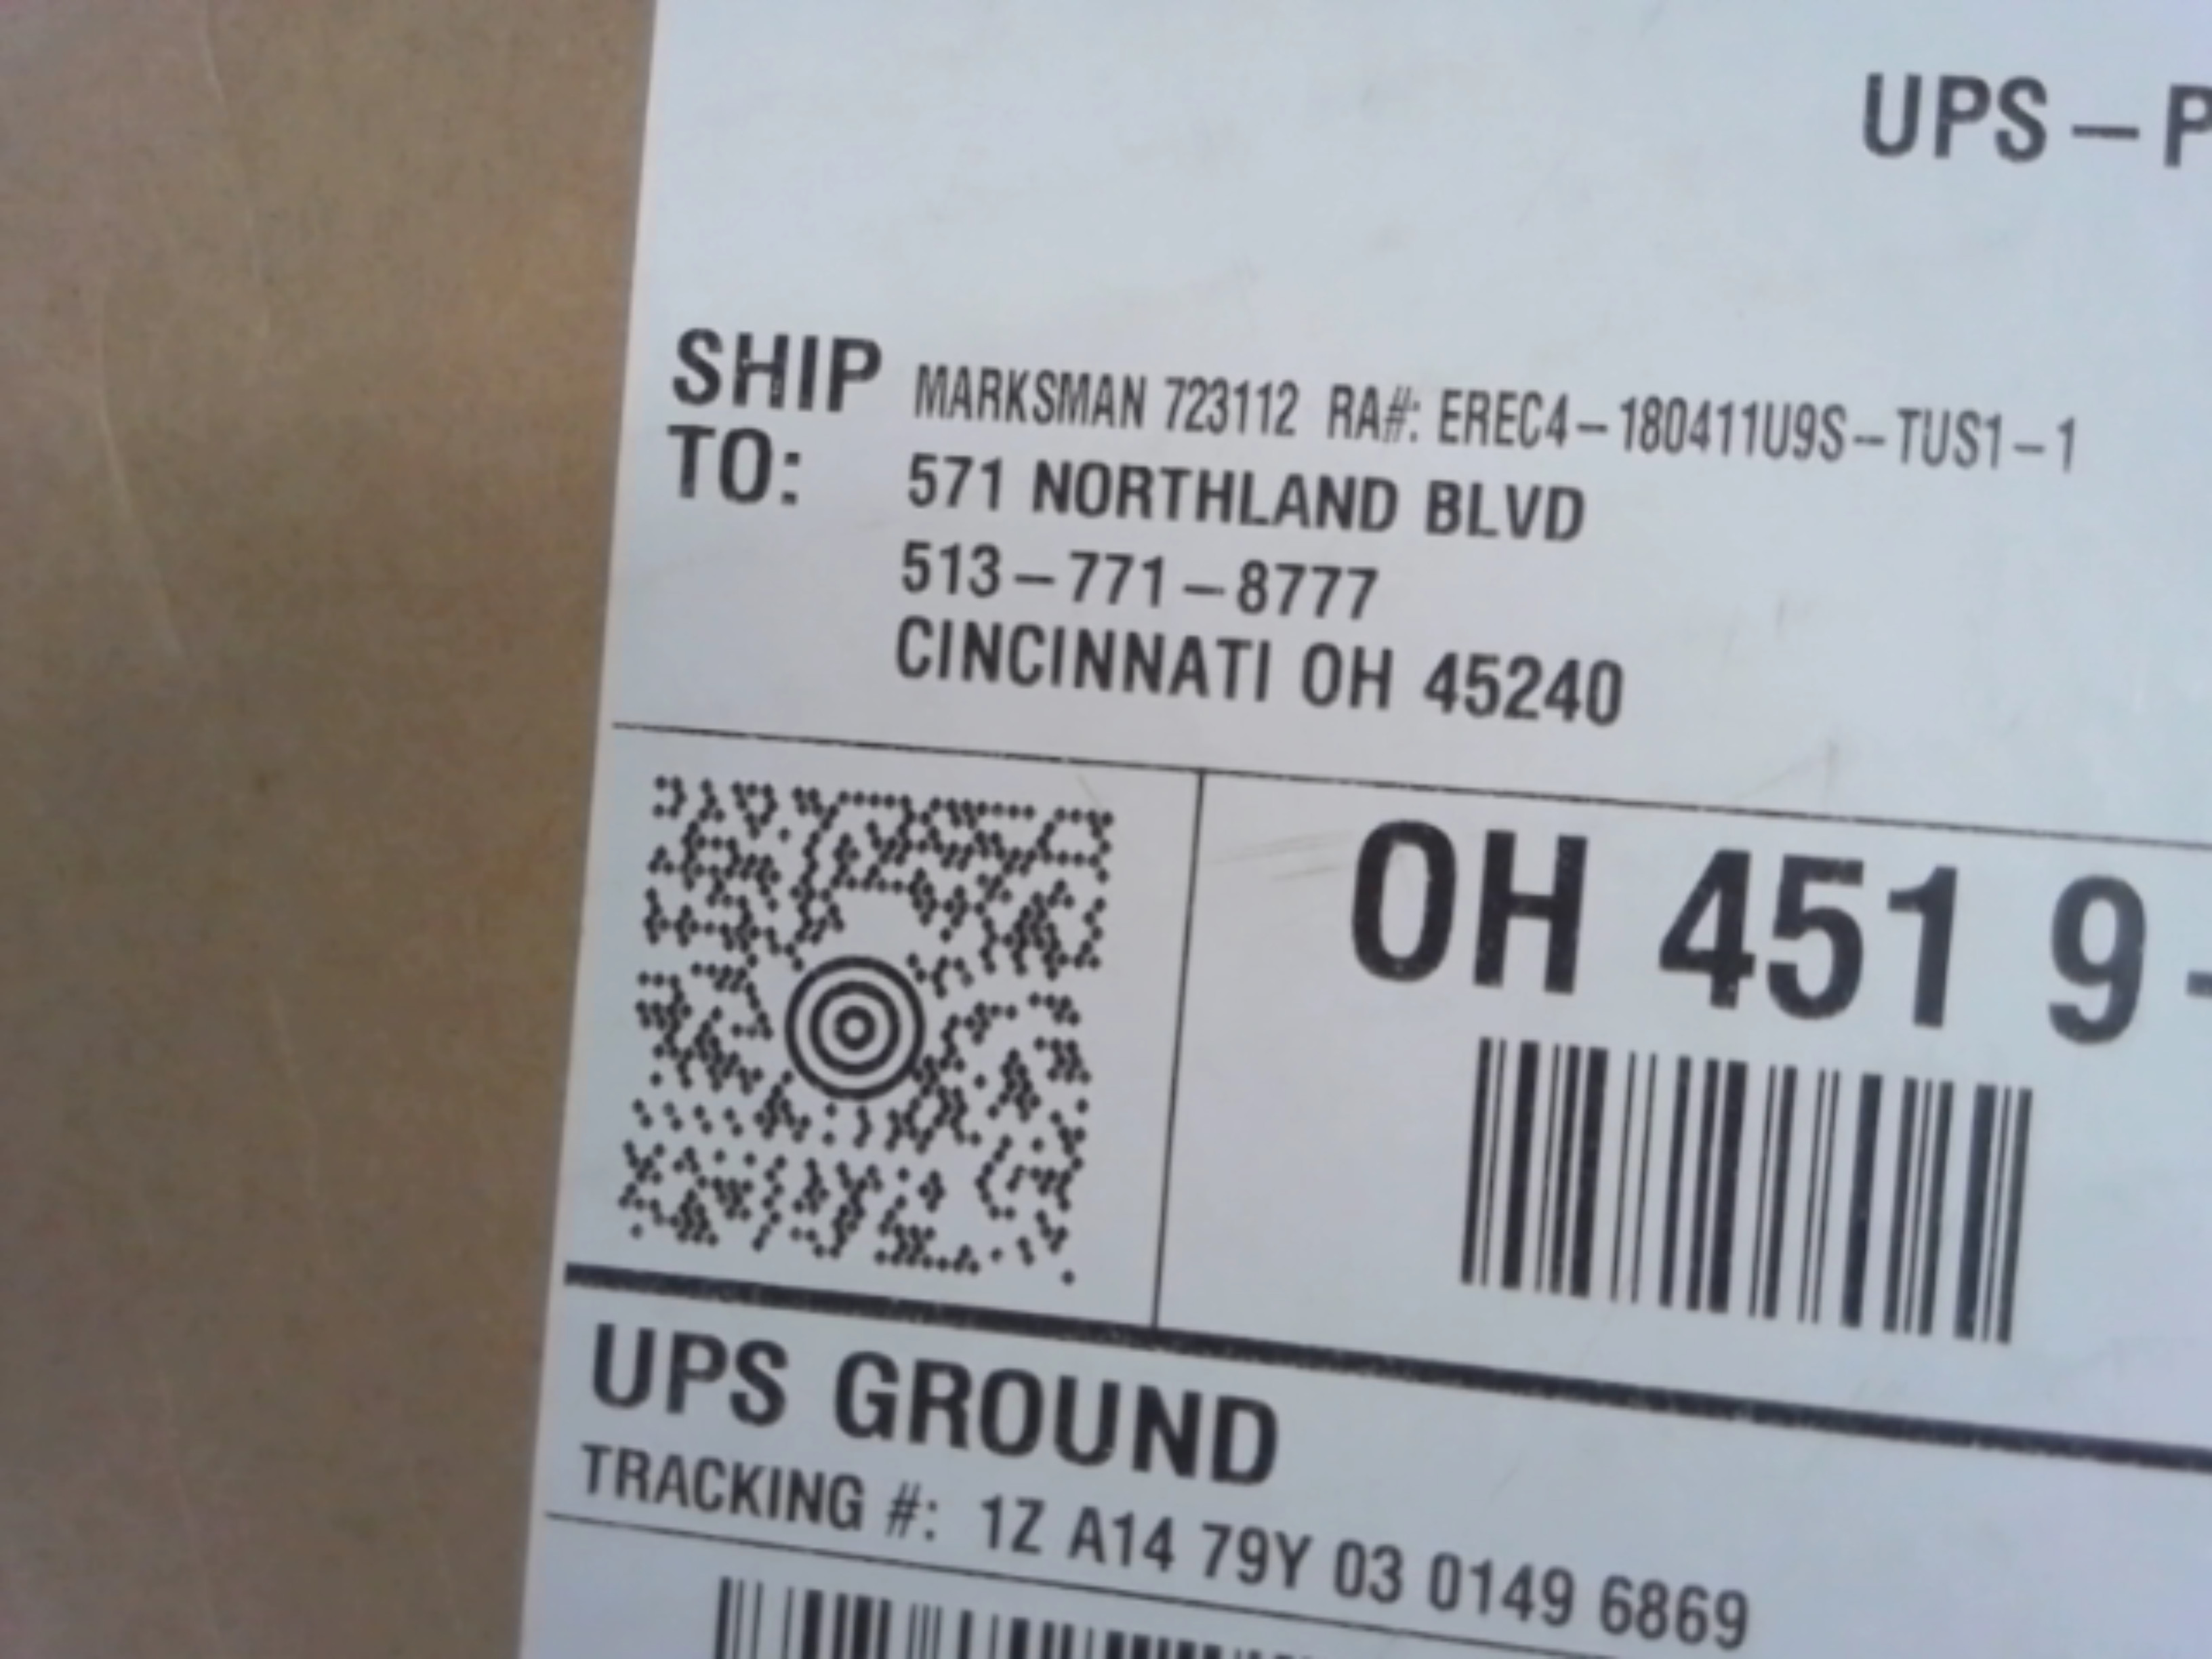 UPS – P
SHIP TO: MARKSMAN 723112 RA#: EREC4–180411U9S–TUS1–1
571 NORTHLAND BLVD
513–771–8777
CINCINNATI OH 45240
OH 451 9-
UPS GROUND
TRACKING #: 1Z A14 79Y 03 0149 6869